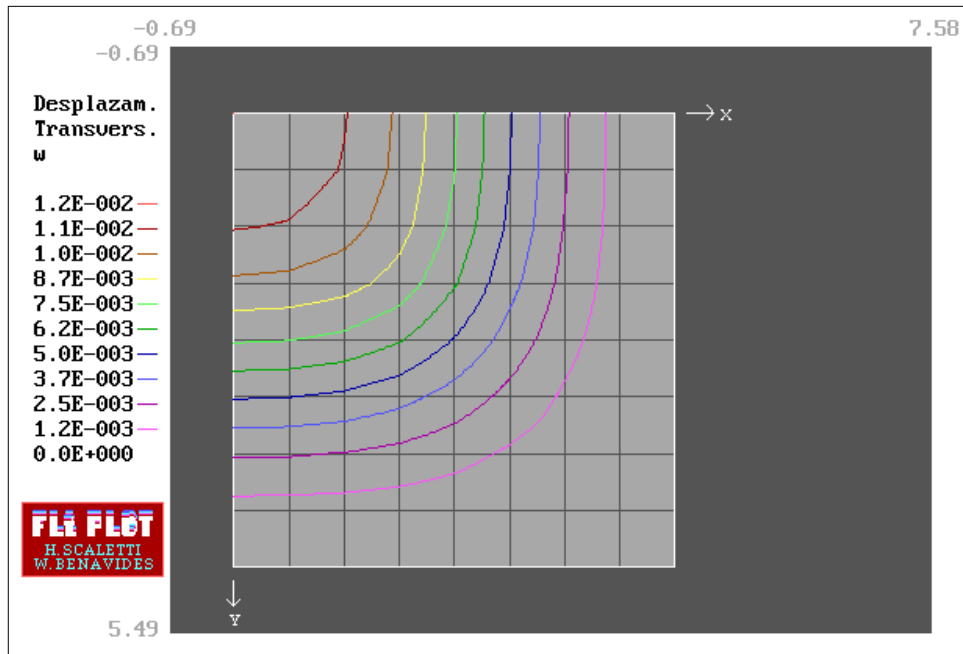 -0.69 7.58
-0.69
Desplazam.
Transvers.
w
X
1.2E-002
1.1E-002
1.0E-002
8.7E-003
7.5E-003
6.2E-003
5.0E-003
3.7E-003
2.5E-003
1.2E-003
0.0E+000
PLOT
H.SCALETTI
W.BENAVIDES
Y
5.49